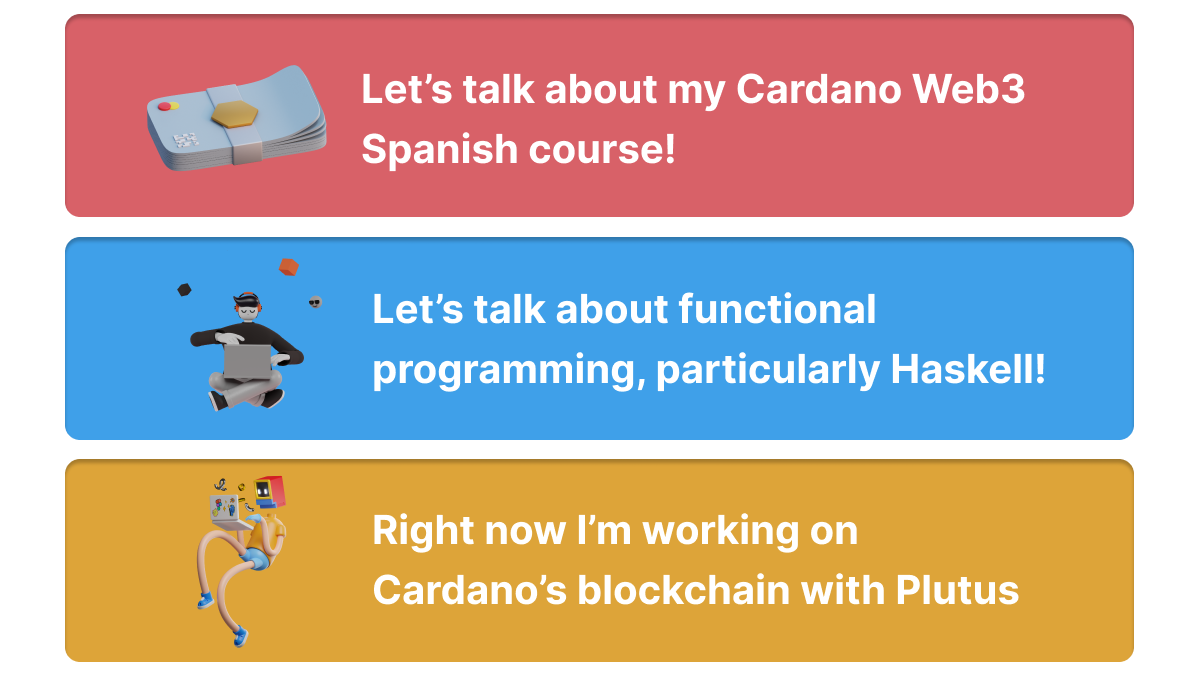 Let’s talk about my Cardano Web3
Spanish course!
Let’s talk about functional
programming, particularly Haskell!
Right now I’m working on
Cardano’s blockchain with Plutus